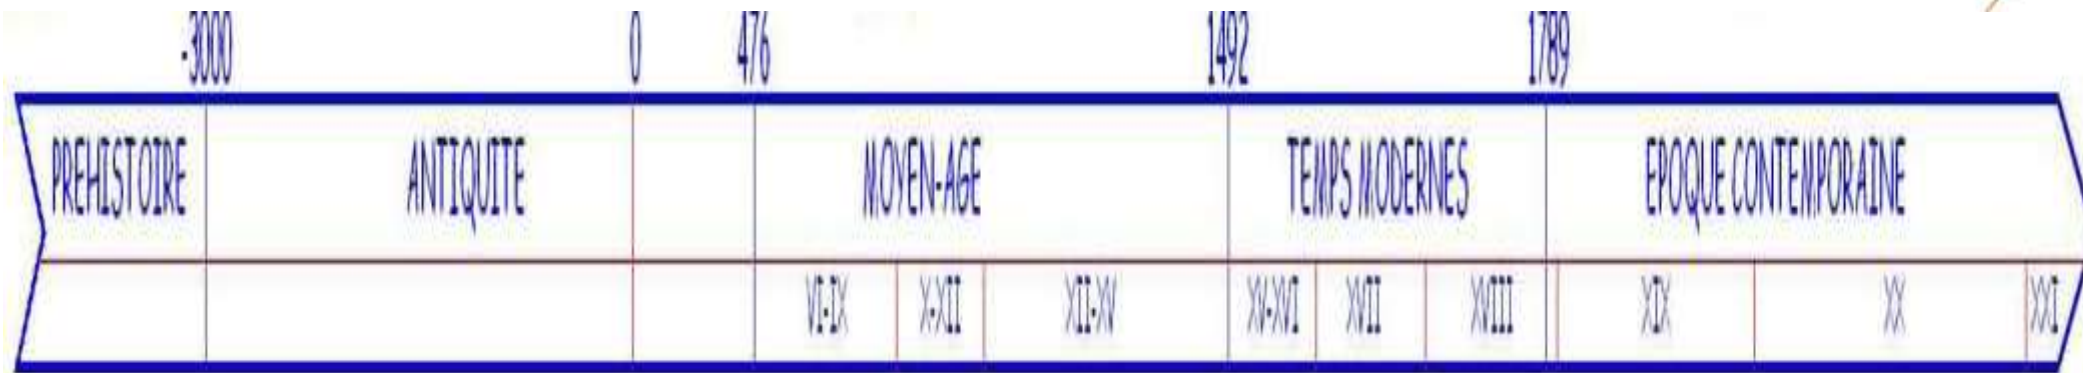 -3000 0 476 1492 1789
PREHISTOIRE ANTIQUITE MOYEN-AGE TEMPS MODERNES EPOQUE CONTEMPORAINE
VI-IX X-XII XII-XV XV-XVI XVII XVIII XIX XX XXI